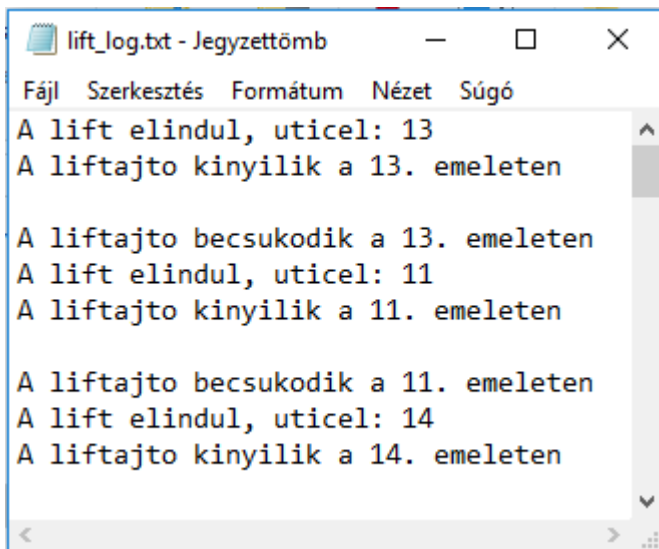 lift_log.txt - Jegyzettömb
Fájl Szerkesztés Formátum Nézet Súgó
A lift elindul, uticel: 13
A liftajto kinyilik a 13. emeleten
A liftajto becsukodik a 13. emeleten
A lift elindul, uticel: 11
A liftajto kinyilik a 11. emeleten
A liftajto becsukodik a 11. emeleten
A lift elindul, uticel: 14
A liftajto kinyilik a 14. emeleten